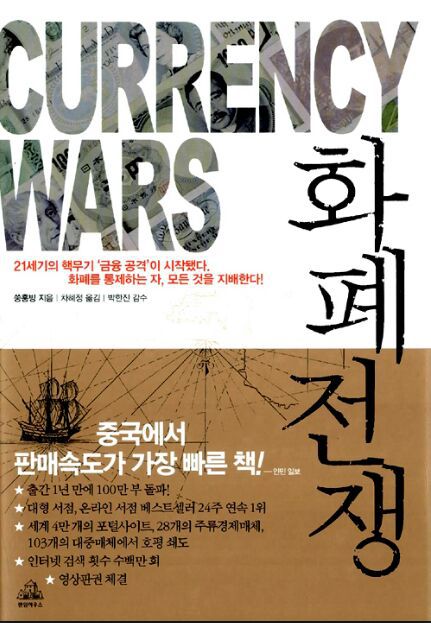 CURRENCY
WARS
화폐전쟁
21세기의 핵무기 '금융 공격'이 시작됐다.
화폐를 통제하는 자, 모든 것을 지배한다!
쑹훙빙 지음 | 차혜정 옮김 | 박한진 감수
중국에서
판매속도가 가장 빠른 책! — 인민 일보
★ 출간 1년 만에 100만 부 돌파!
★ 대형 서점, 온라인 서점 베스트셀러 24주 연속 1위
★ 세계 4만 개의 포털사이트, 28개의 주류경제매체,
103개의 대중매체에서 호평 쇄도
★ 인터넷 검색 횟수 수백만 회
★ 영상판권 체결
랜덤하우스